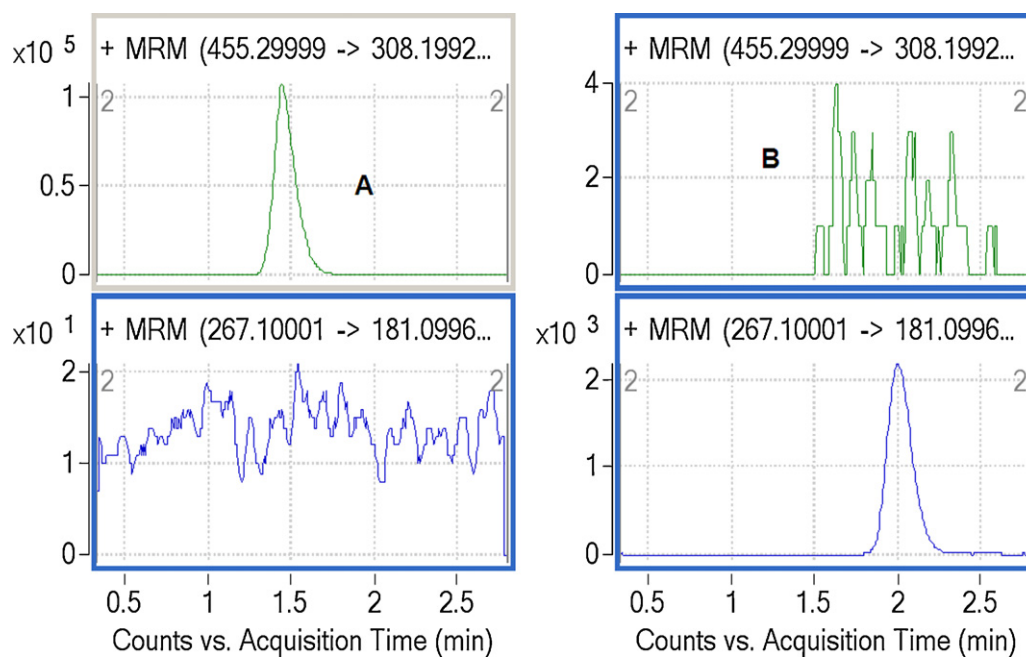 x10 5
+ MRM (455.29999 -> 308.1992...
1
2
2
0.5
A
0
+ MRM (455.29999 -> 308.1992...
4
2
2
B
2
0
x10 1
+ MRM (267.10001 -> 181.0996...
2
2
2
1
0
0.5 1 1.5 2 2.5
Counts vs. Acquisition Time (min)
x10 3
+ MRM (267.10001 -> 181.0996...
2
2
2
1
0
0.5 1 1.5 2 2.5
Counts vs. Acquisition Time (min)